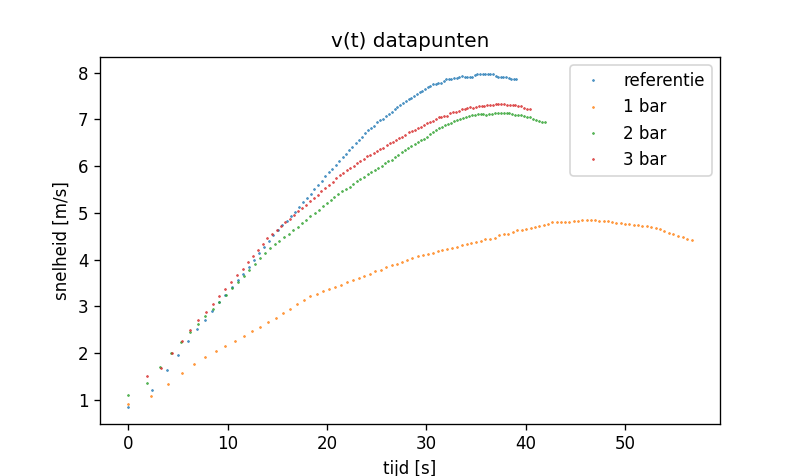 v(t) datapunten
snelheid [m/s]
8
7
6
5
4
3
2
1
referentie
1 bar
2 bar
3 bar
0 10 20 30 40 50
tijd [s]